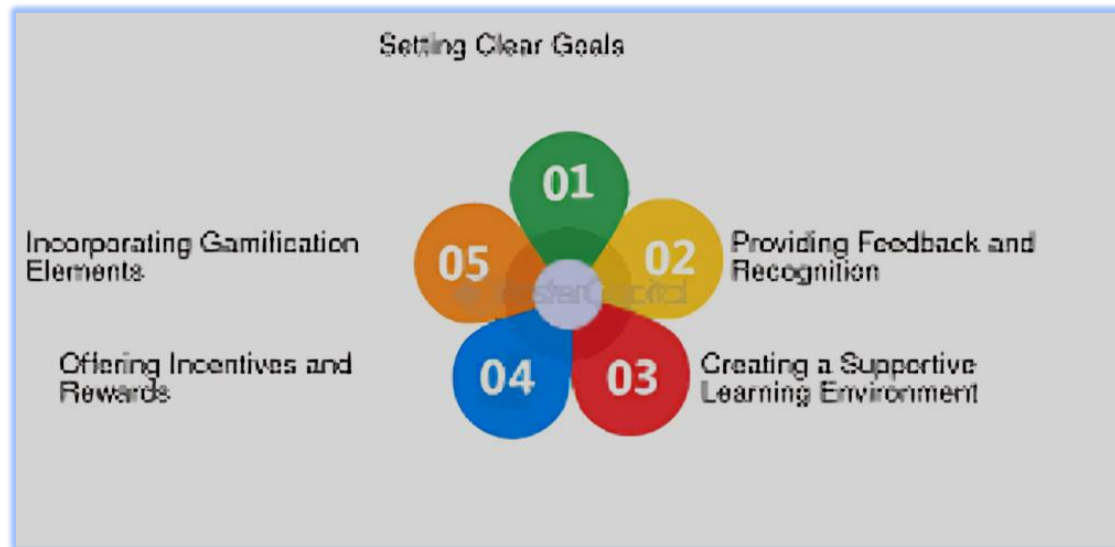 Setting Clear Goals
01
02
Providing Feedback and
Recognition
03
Creating a Supportive
Learning Environment
04
Offering Incentives and
Rewards
05
Incorporating Gamification
Elements